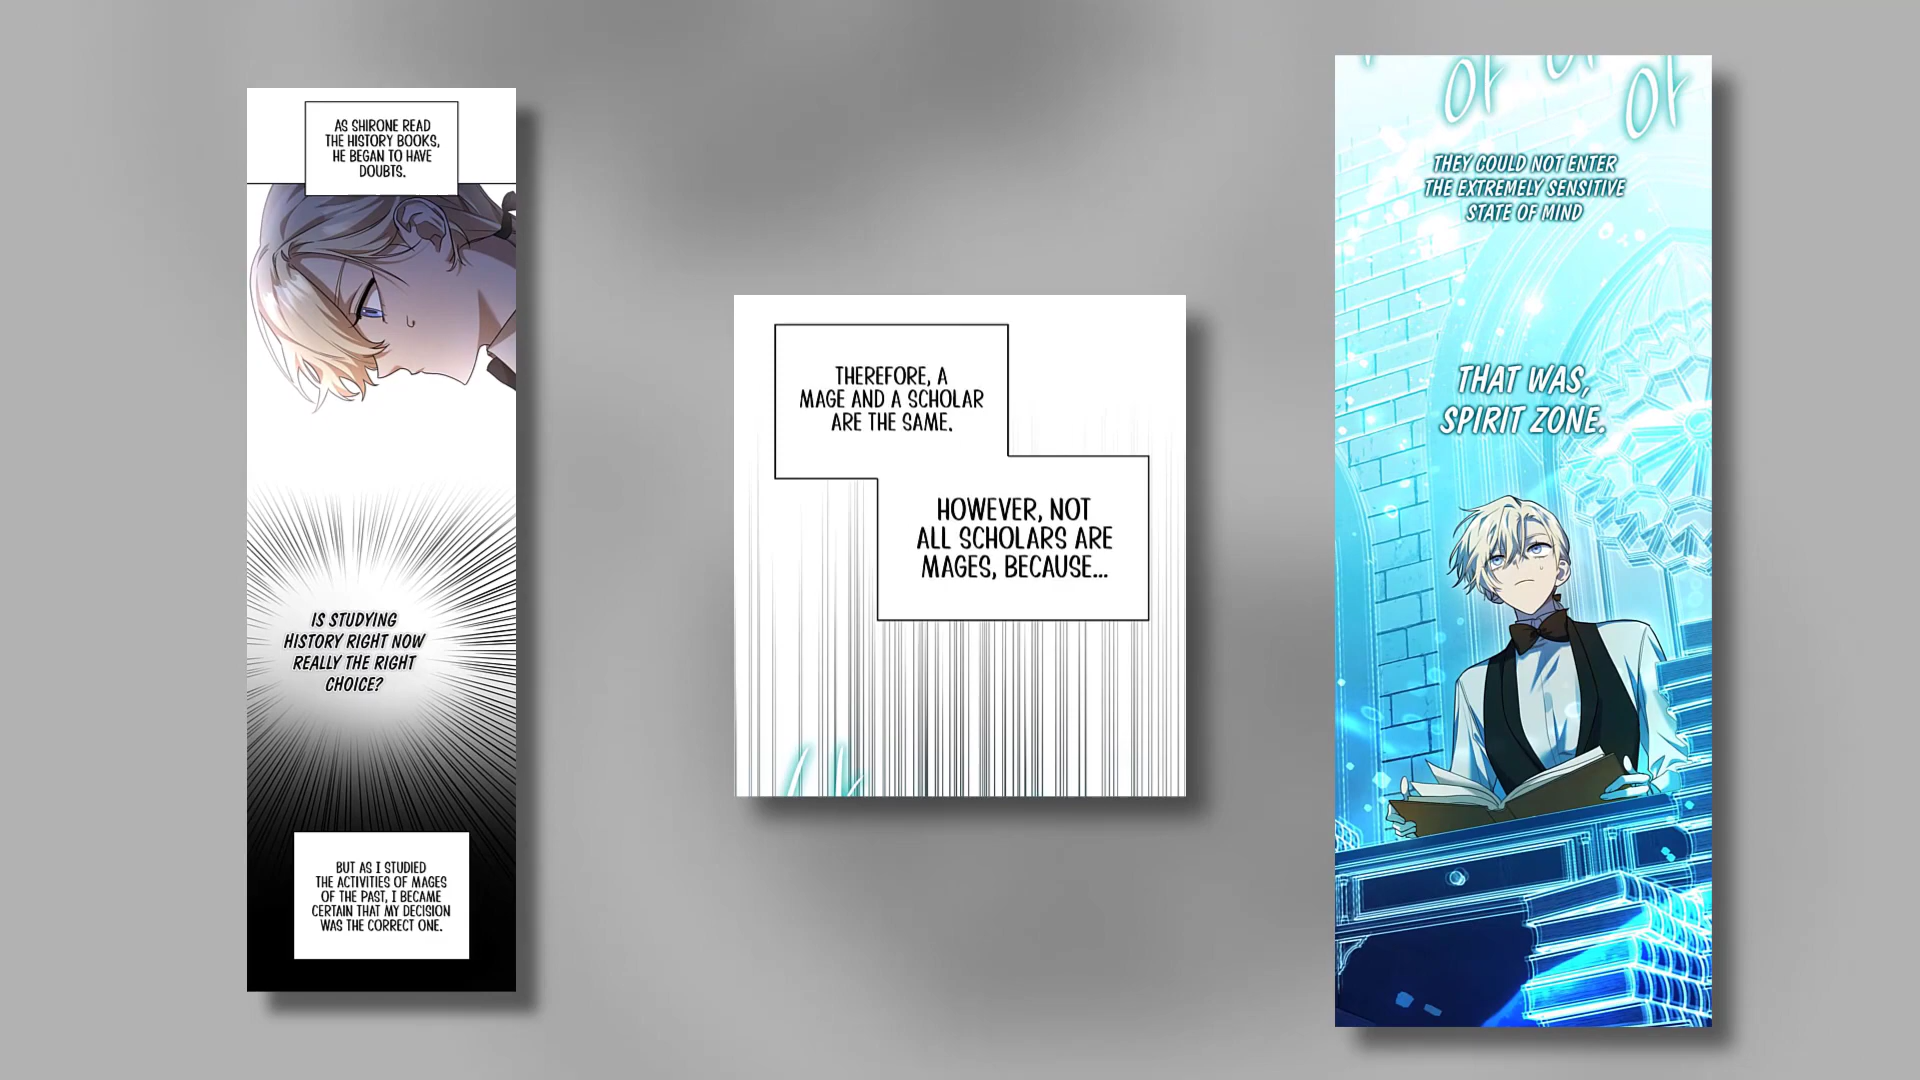 AS SHIRONE READ
THE HISTORY BOOKS,
HE BEGAN TO HAVE
DOUBTS.
IS STUDYING
HISTORY RIGHT NOW
REALLY THE RIGHT
CHOICE?
BUT AS I STUDIED
THE ACTIVITIES OF MAGES
OF THE PAST, I BECAME
CERTAIN THAT MY DECISION
WAS THE CORRECT ONE.
THEREFORE, A
MAGE AND A SCHOLAR
ARE THE SAME.
HOWEVER, NOT
ALL SCHOLARS ARE
MAGES, BECAUSE...
THEY COULD NOT ENTER
THE EXTREMELY SENSITIVE
STATE OF MIND
THAT WAS,
SPIRIT ZONE.